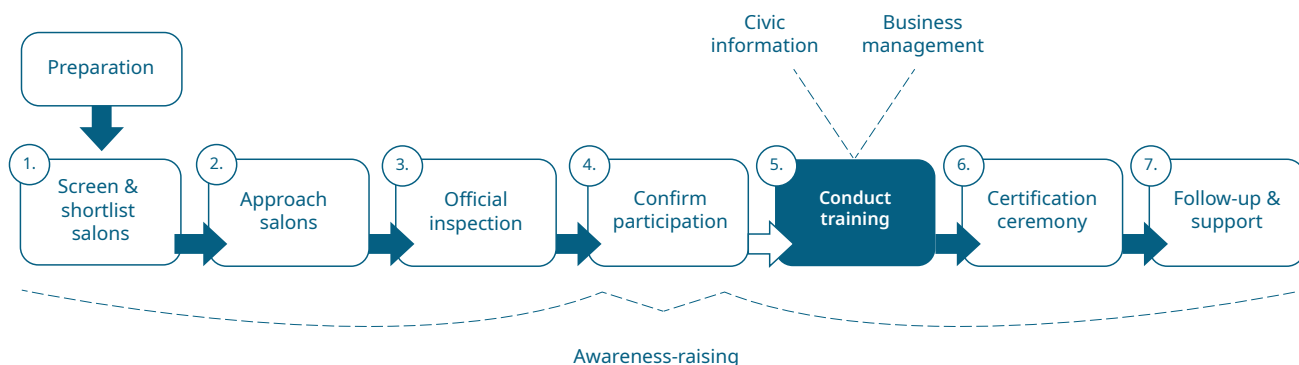 Civic
information
Business
management
Preparation
1.
Screen &
shortlist
salons
2.
Approach
salons
3.
Official
inspection
4.
Confirm
participation
5.
Conduct
training
6.
Certification
ceremony
7.
Follow-up &
support
Awareness-raising